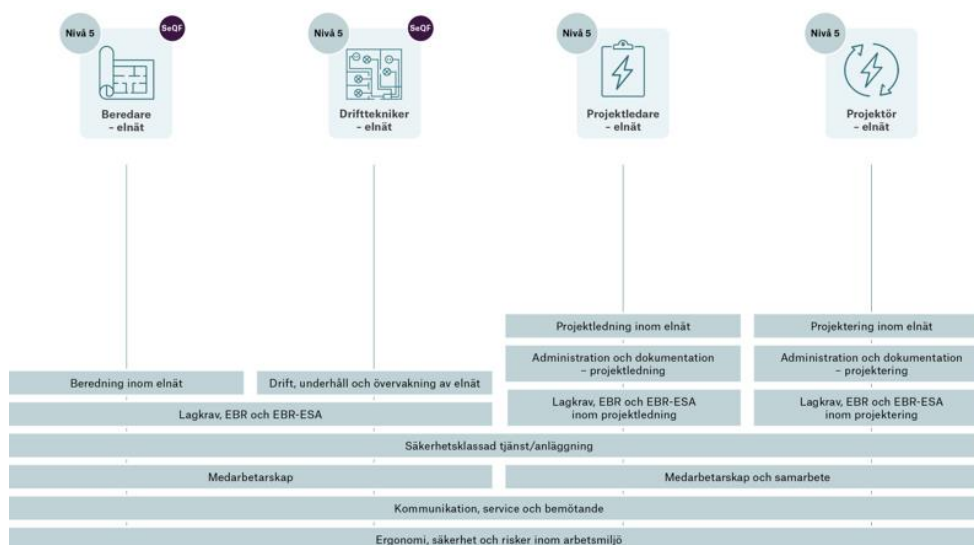 Nivå 5
SeQF
Beredare
– elnät
Nivå 5
SeQF
Drifttekniker
– elnät
Nivå 5
Projektledare
– elnät
Nivå 5
Projektör
– elnät
Projektledning inom elnät
Projektering inom elnät
Administration och dokumentation
– projektledning
Administration och dokumentation
– projektering
Beredning inom elnät
Drift, underhåll och övervakning av elnät
Lagkrav, EBR och EBR-ESA
inom projektledning
Lagkrav, EBR och EBR-ESA
inom projektering
Lagkrav, EBR och EBR-ESA
Säkerhetsklassad tjänst/anläggning
Medarbetarskap
Medarbetarskap och samarbete
Kommunikation, service och bemötande
Ergonomi, säkerhet och risker inom arbetsmiljö